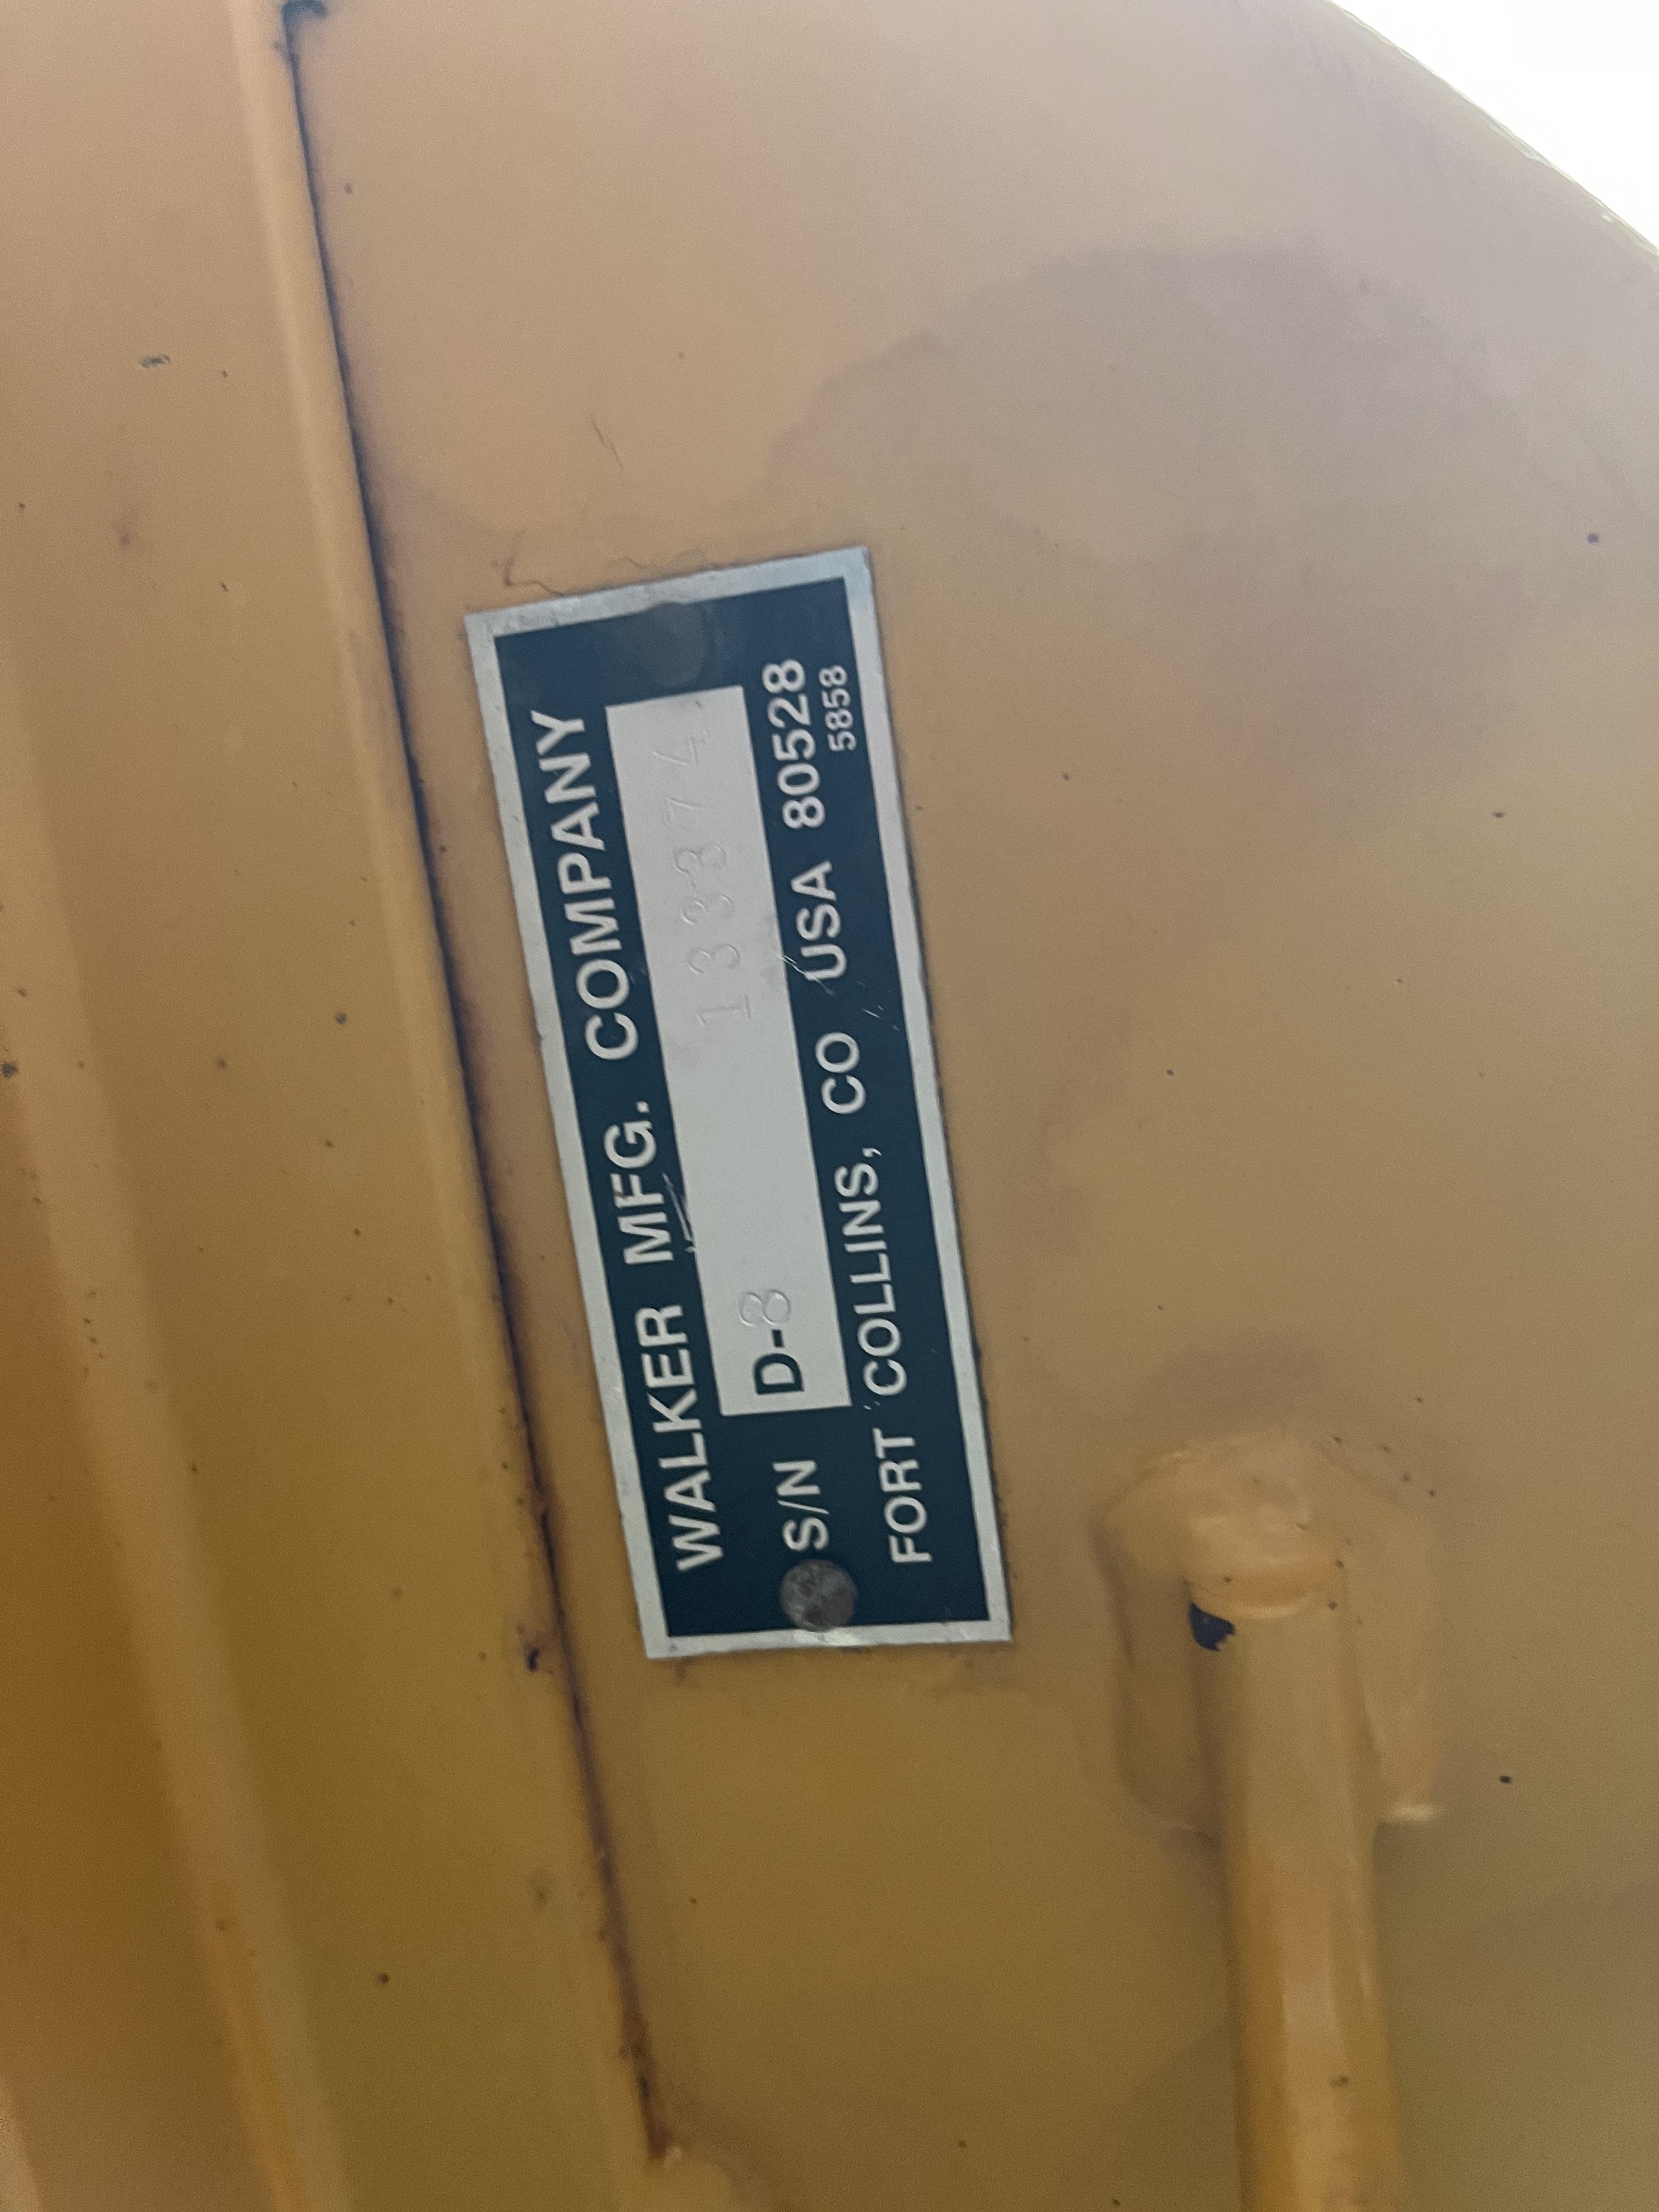 WALKER MFG. COMPANY
S/N D-8 133374
FORT COLLINS, CO USA 80528
5858